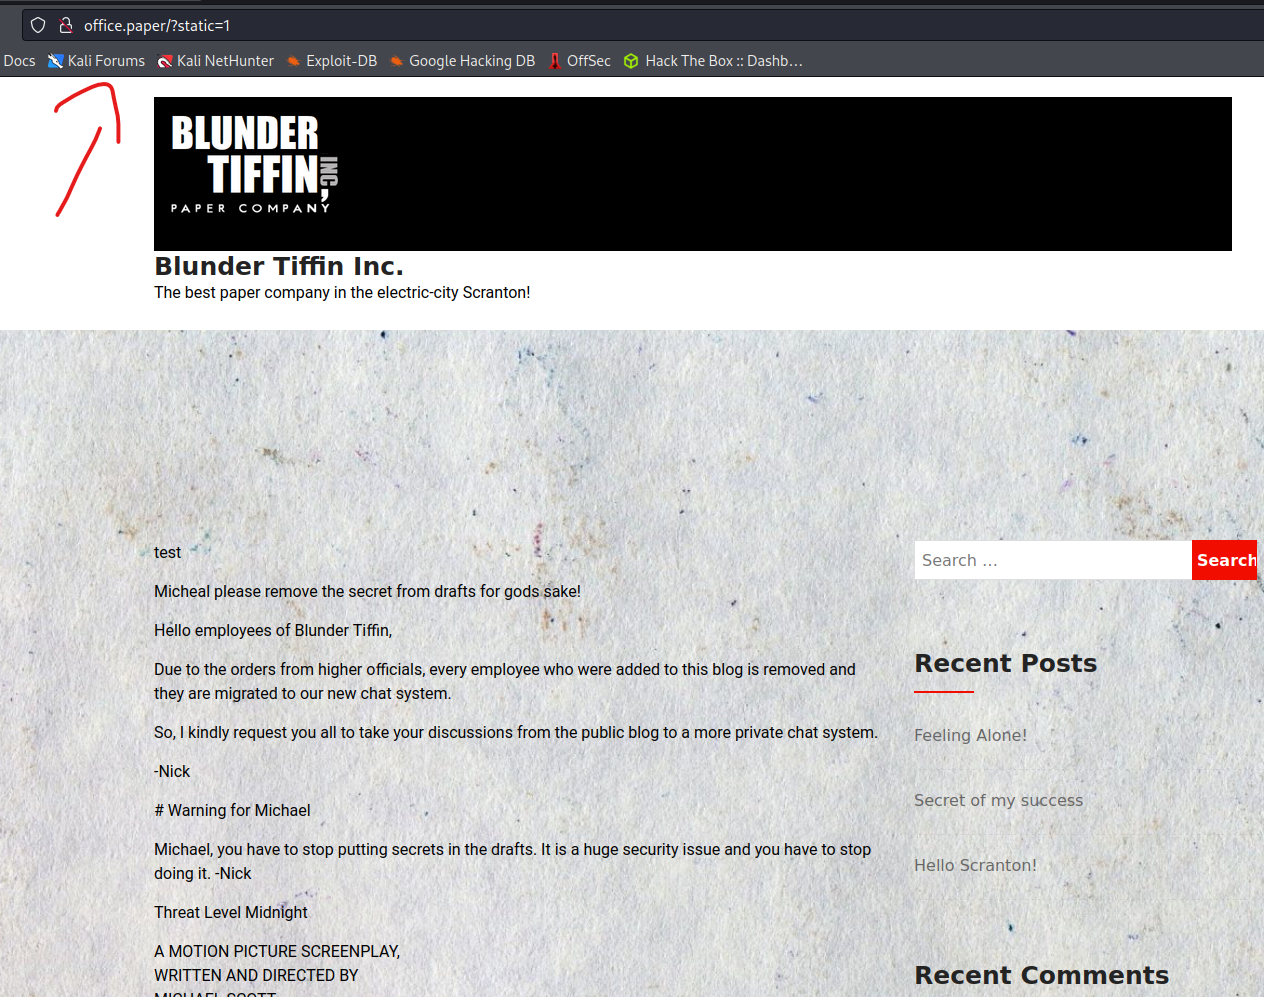 office.paper/?static=1
Docs Kali Forums Kali NetHunter Exploit-DB Google Hacking DB OffSec Hack The Box :: Dashb…
BLUNDER
TIFFIN, INC
PAPER COMPANY
Blunder Tiffin Inc.
The best paper company in the electric-city Scranton!
test
Micheal please remove the secret from drafts for gods sake!
Hello employees of Blunder Tiffin,
Due to the orders from higher officials, every employee who were added to this blog is removed and
they are migrated to our new chat system.
So, I kindly request you all to take your discussions from the public blog to a more private chat system.
-Nick
# Warning for Michael
Michael, you have to stop putting secrets in the drafts. It is a huge security issue and you have to stop
doing it. -Nick
Threat Level Midnight
A MOTION PICTURE SCREENPLAY,
WRITTEN AND DIRECTED BY
MICHAEL SCOTT
Search …
Search
Recent Posts
Feeling Alone!
Secret of my success
Hello Scranton!
Recent Comments